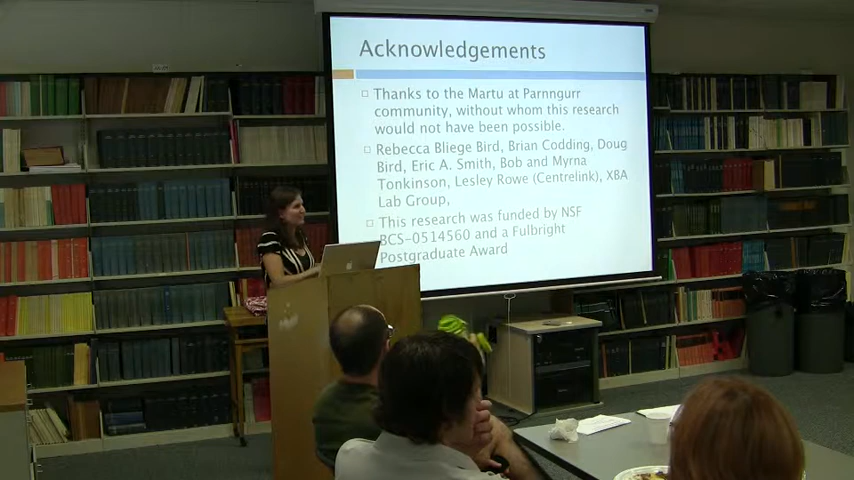 Acknowledgements
Thanks to the Martu at Parnngurr
community, without whom this research
would not have been possible.
Rebecca Bliege Bird, Brian Codding, Doug
Bird, Eric A. Smith, Bob and Myrna
Tonkinson, Lesley Rowe (Centrelink), XBA
Lab Group,
This research was funded by NSF
BCS-0514560 and a Fulbright
Postgraduate Award